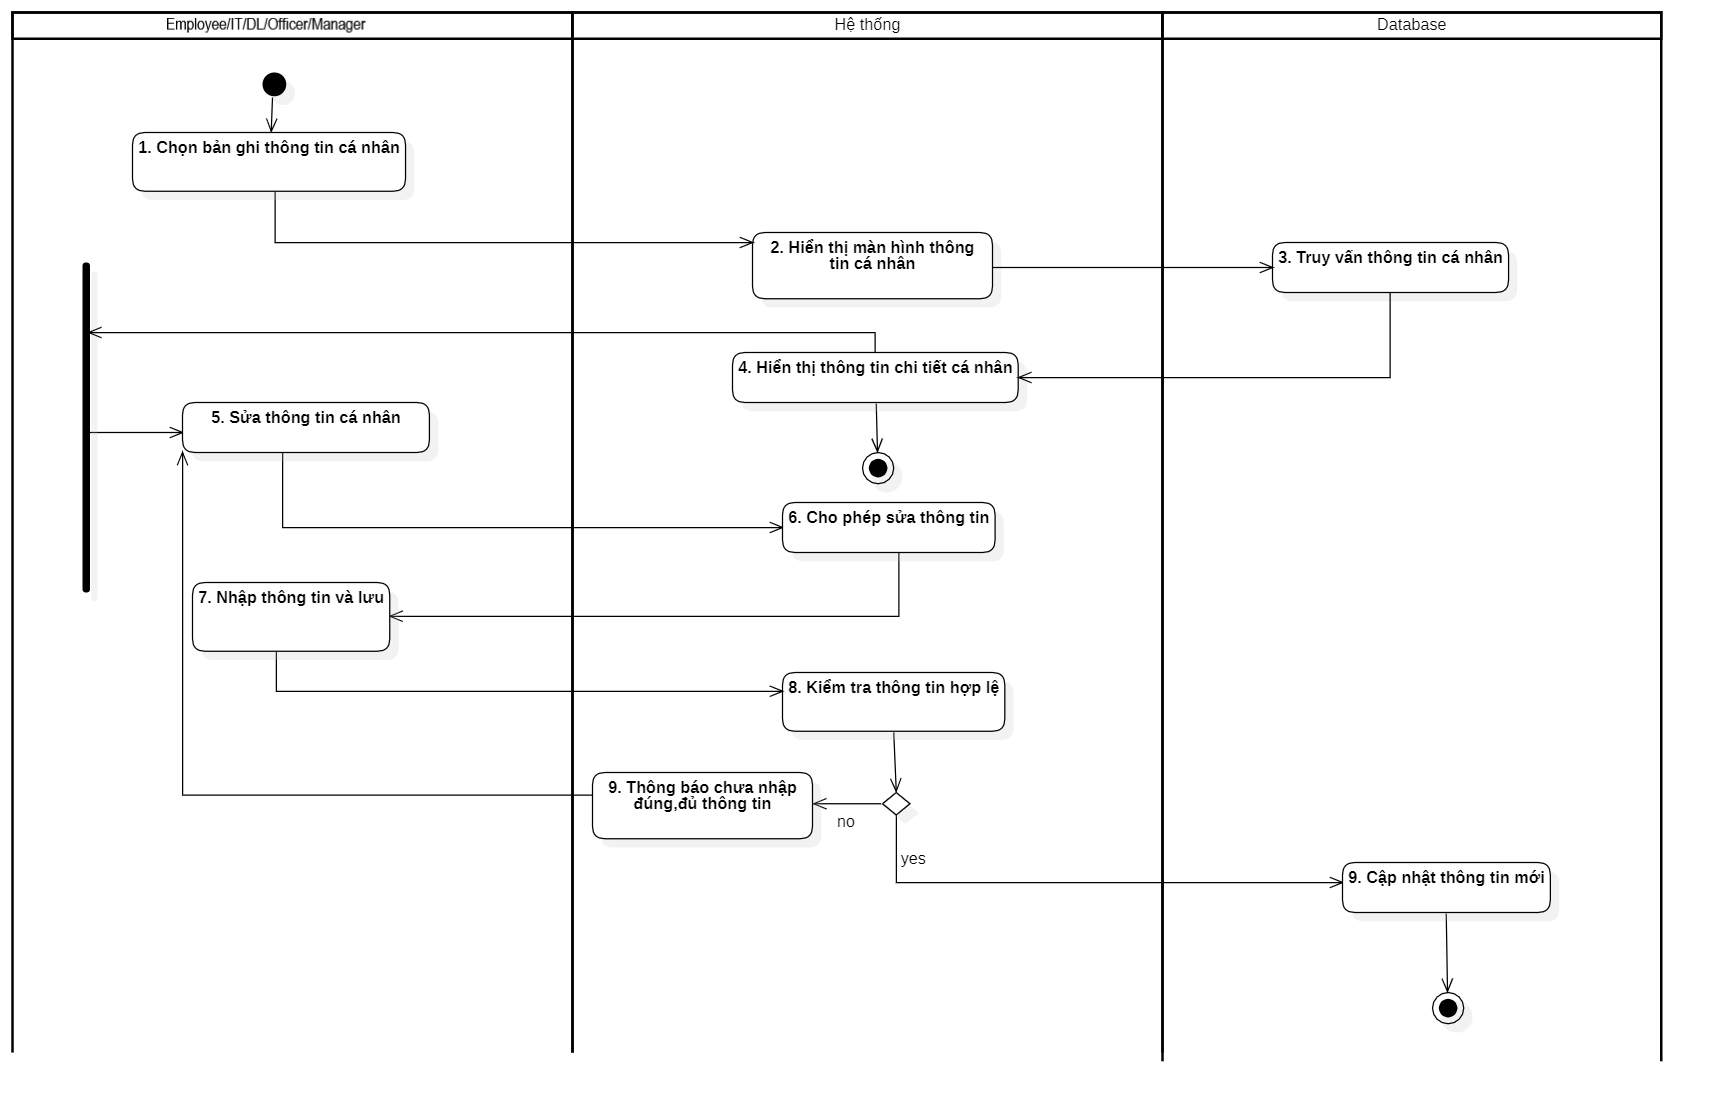 Employee/IT/DL/Officer/Manager
Hệ thống
Database
1. Chọn bản ghi thông tin cá nhân
2. Hiển thị màn hình thông
tin cá nhân
3. Truy vấn thông tin cá nhân
4. Hiển thị thông tin chi tiết cá nhân
5. Sửa thông tin cá nhân
6. Cho phép sửa thông tin
7. Nhập thông tin và lưu
8. Kiểm tra thông tin hợp lệ
9. Thông báo chưa nhập
đúng,đủ thông tin
no
yes
9. Cập nhật thông tin mới